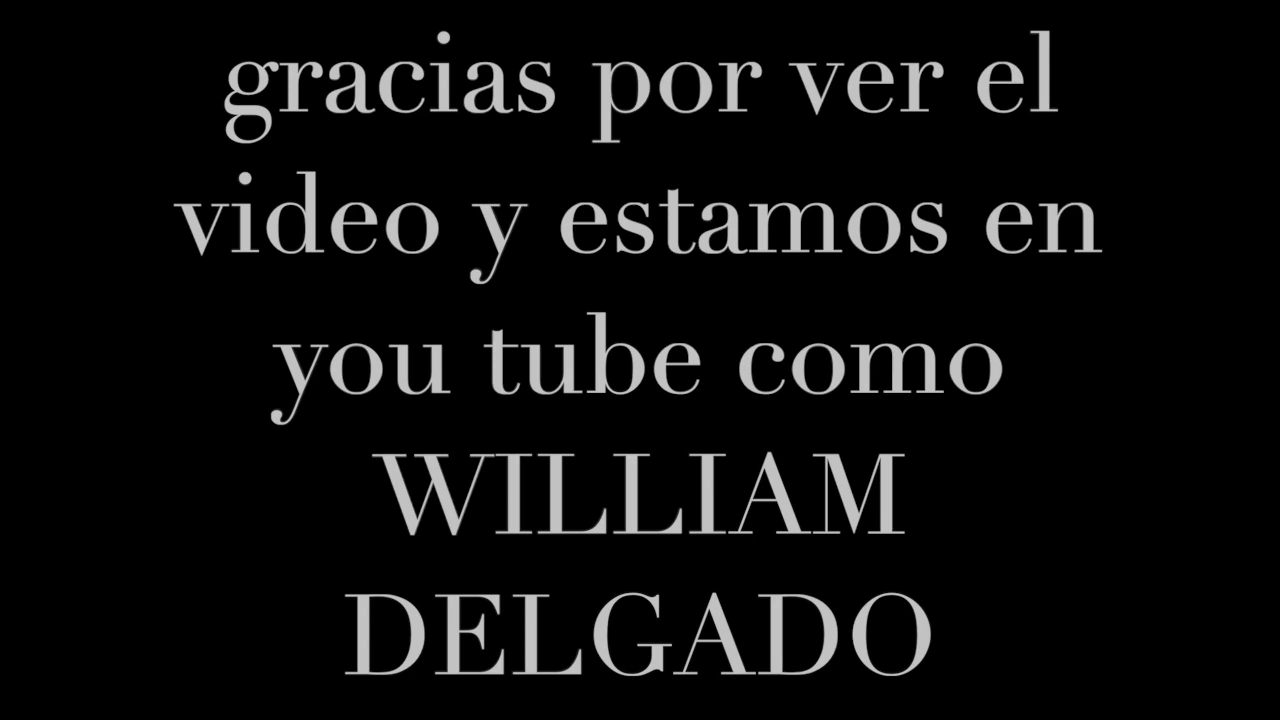 gracias por ver el
video y estamos en
you tube como
WILLIAM
DELGADO